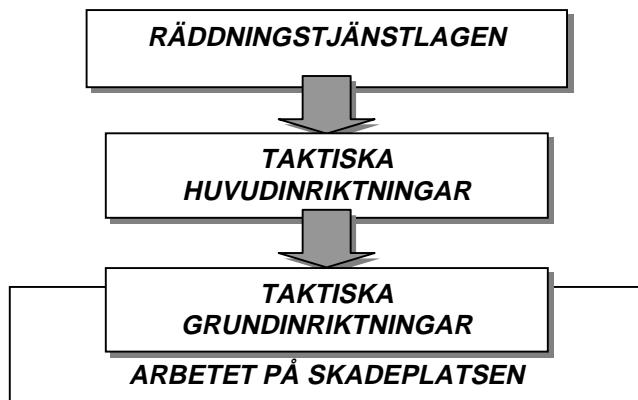 RÄDDNINGSTJÄNSTLAGEN
TAKTISKA
HUVUDINRIKTNINGAR
TAKTISKA
GRUNDINRIKTNINGAR
ARBETET PÅ SKADEPLATSEN